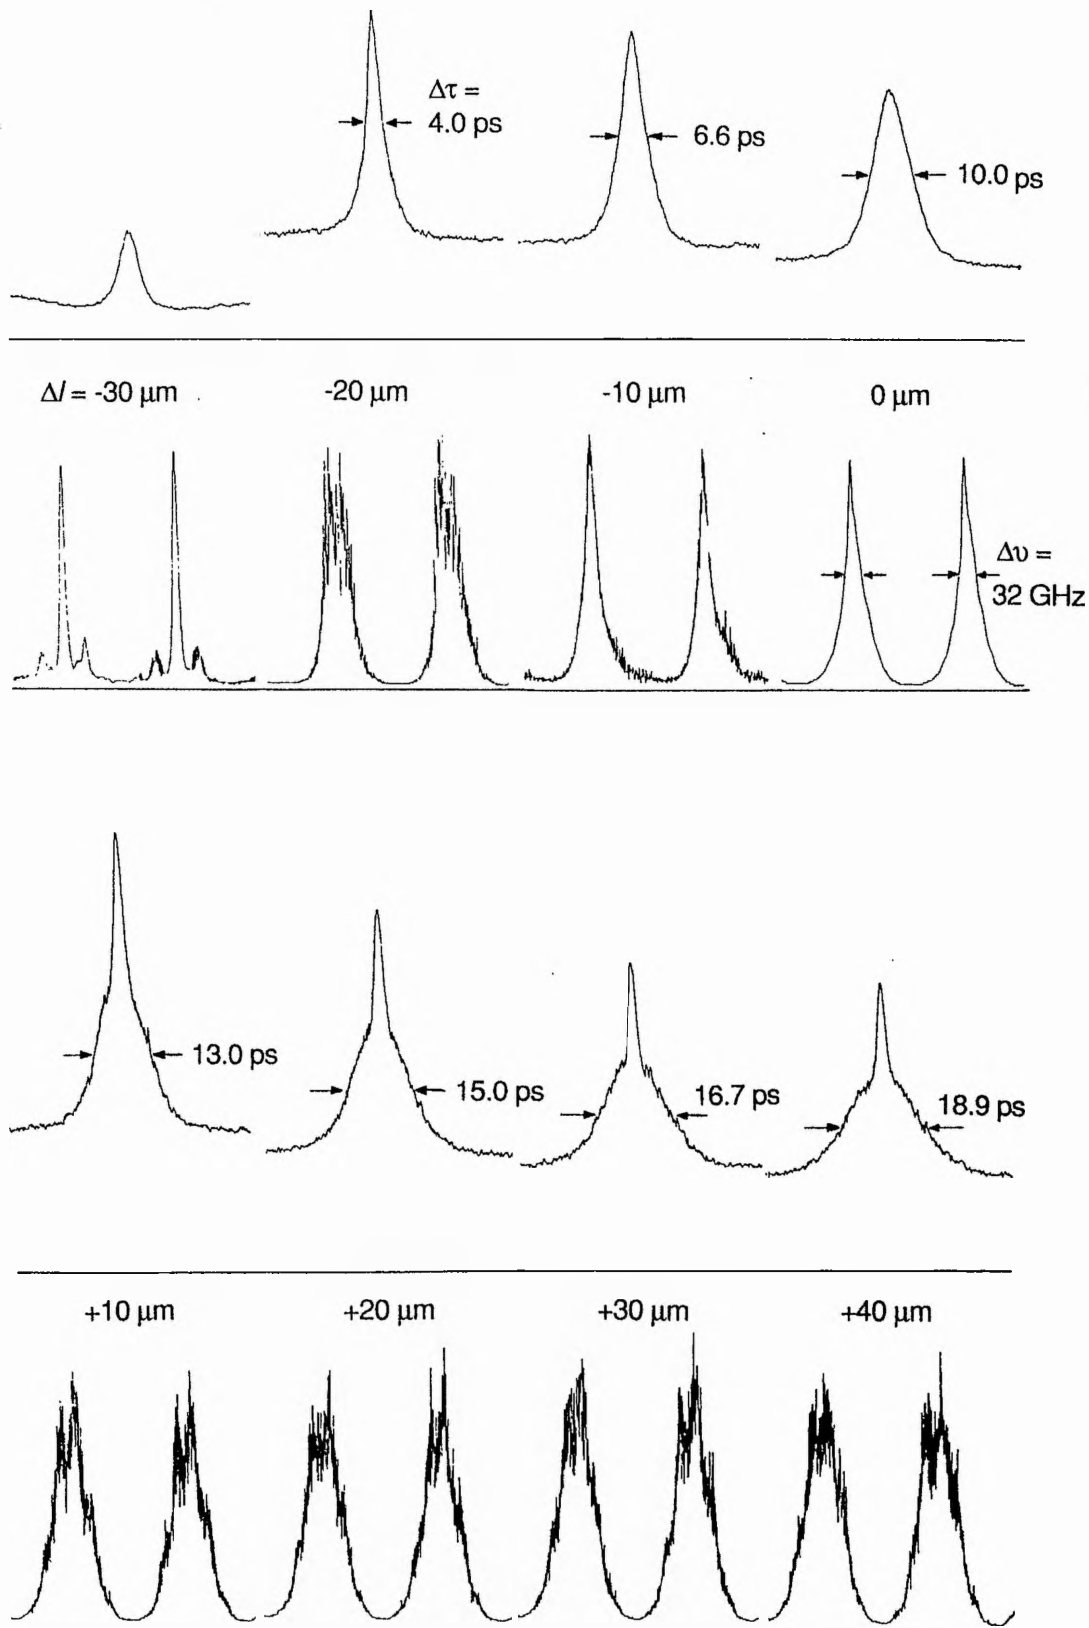 Δτ =
4.0 ps
6.6 ps
10.0 ps
Δl = -30 μm
-20 μm
-10 μm
0 μm
Δυ =
32 GHz
13.0 ps
15.0 ps
16.7 ps
18.9 ps
+10 μm
+20 μm
+30 μm
+40 μm